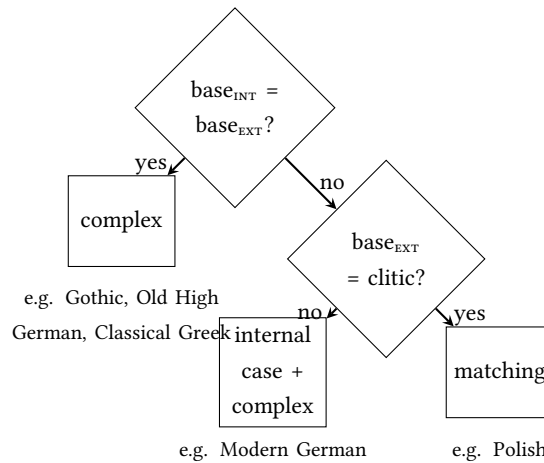 base_INT =
base_EXT?
yes
no
complex
e.g. Gothic, Old High
German, Classical Greek
base_EXT
= clitic?
no
yes
internal
case +
complex
matching
e.g. Modern German
e.g. Polish